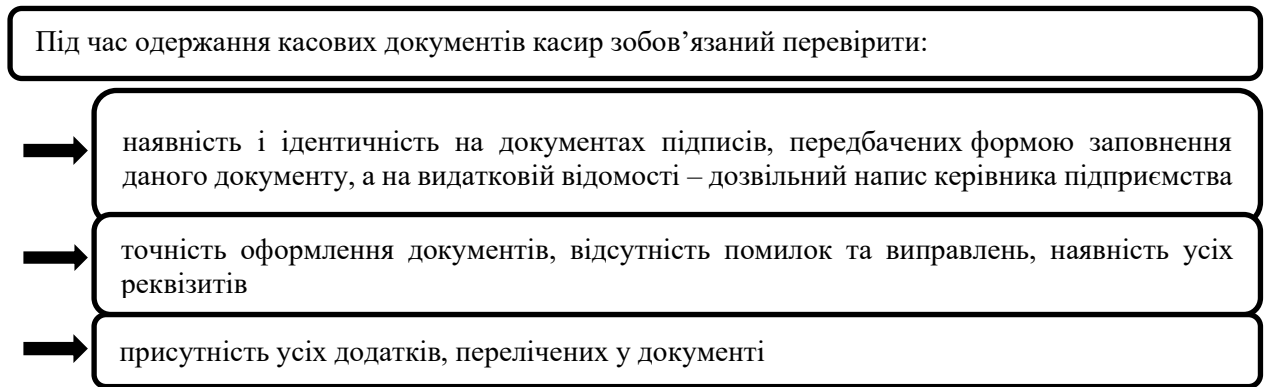 Під час одержання касових документів касир зобов’язаний перевірити:
наявність і ідентичність на документах підписів, передбачених формою заповнення
даного документу, а на видатковій відомості – дозвільний напис керівника підприємства
точність оформлення документів, відсутність помилок та виправлень, наявність усіх
реквізитів
присутність усіх додатків, перелічених у документі